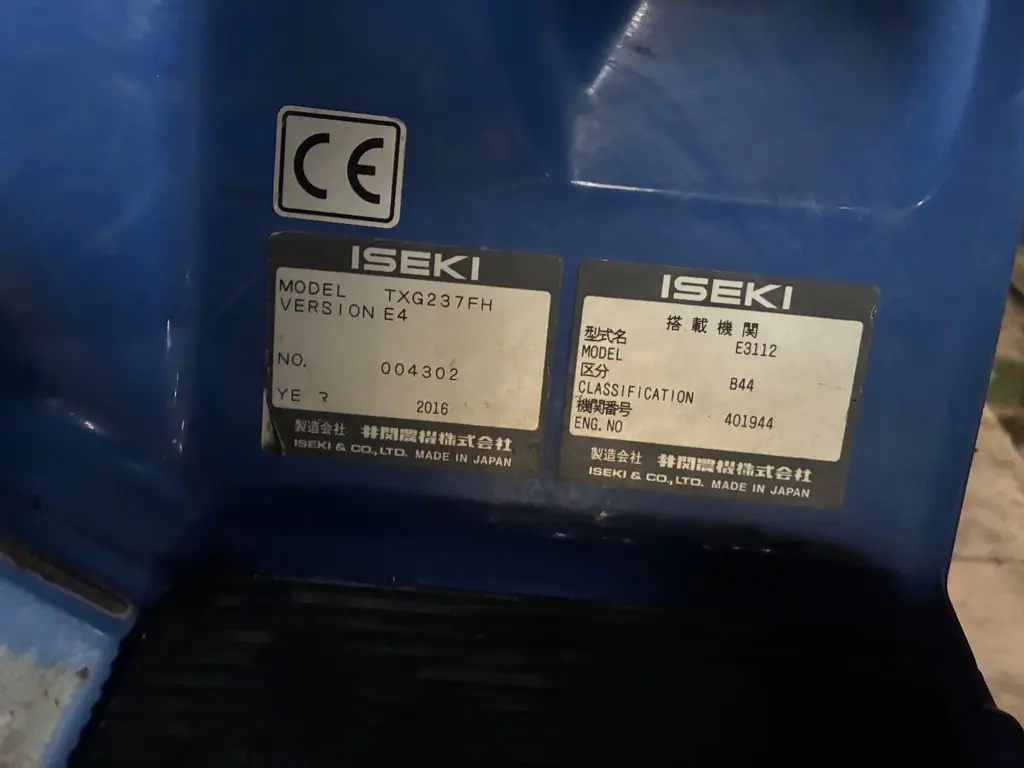 CE
ISEKI
MODEL TXG237FH
VERSION E4
NO. 004302
YE R 2016
製造会社 井関農機株式会社
ISEKI & CO., LTD. MADE IN JAPAN
ISEKI
搭載機関
型式名
MODEL E3112
区分
CLASSIFICATION B44
機関番号
ENG. NO 401944
製造会社 井関農機株式会社
ISEKI & CO., LTD. MADE IN JAPAN